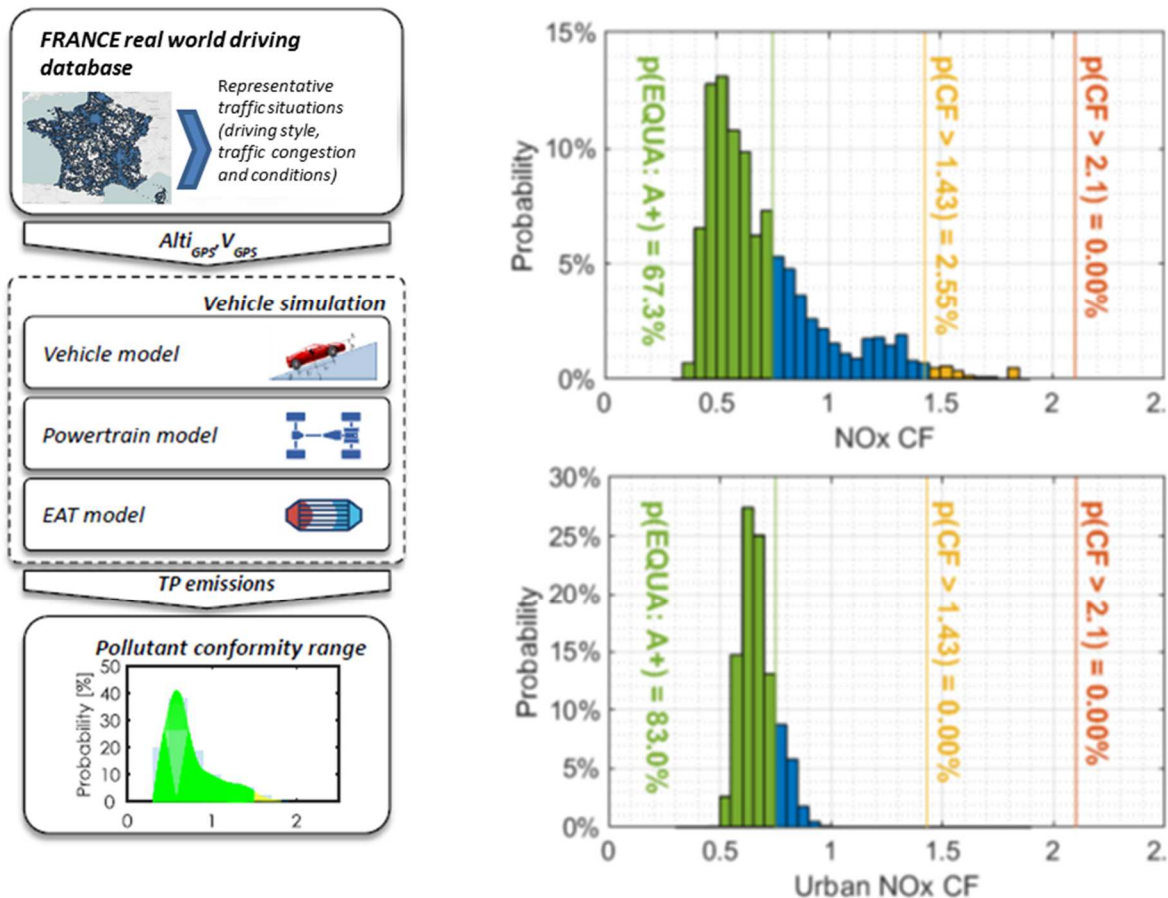 FRANCE real world driving
database
Representative
traffic situations
(driving style,
traffic congestion
and conditions)
Alti GPS, V GPS
Vehicle simulation
Vehicle model
Powertrain model
EAT model
TP emissions
Pollutant conformity range
Probability [%]
50
40
30
20
10
0
0
1
2
15%
10%
5%
0%
Probability
p(EQUA: A+) = 67.3%
p(CF > 1.43) = 2.55%
p(CF > 2.1) = 0.00%
0
0.5
1
1.5
2
2.
NOx CF
30%
25%
20%
15%
10%
5%
0%
Probability
p(EQUA: A+) = 83.0%
p(CF > 1.43) = 0.00%
p(CF > 2.1) = 0.00%
0
0.5
1
1.5
2
2.
Urban NOx CF